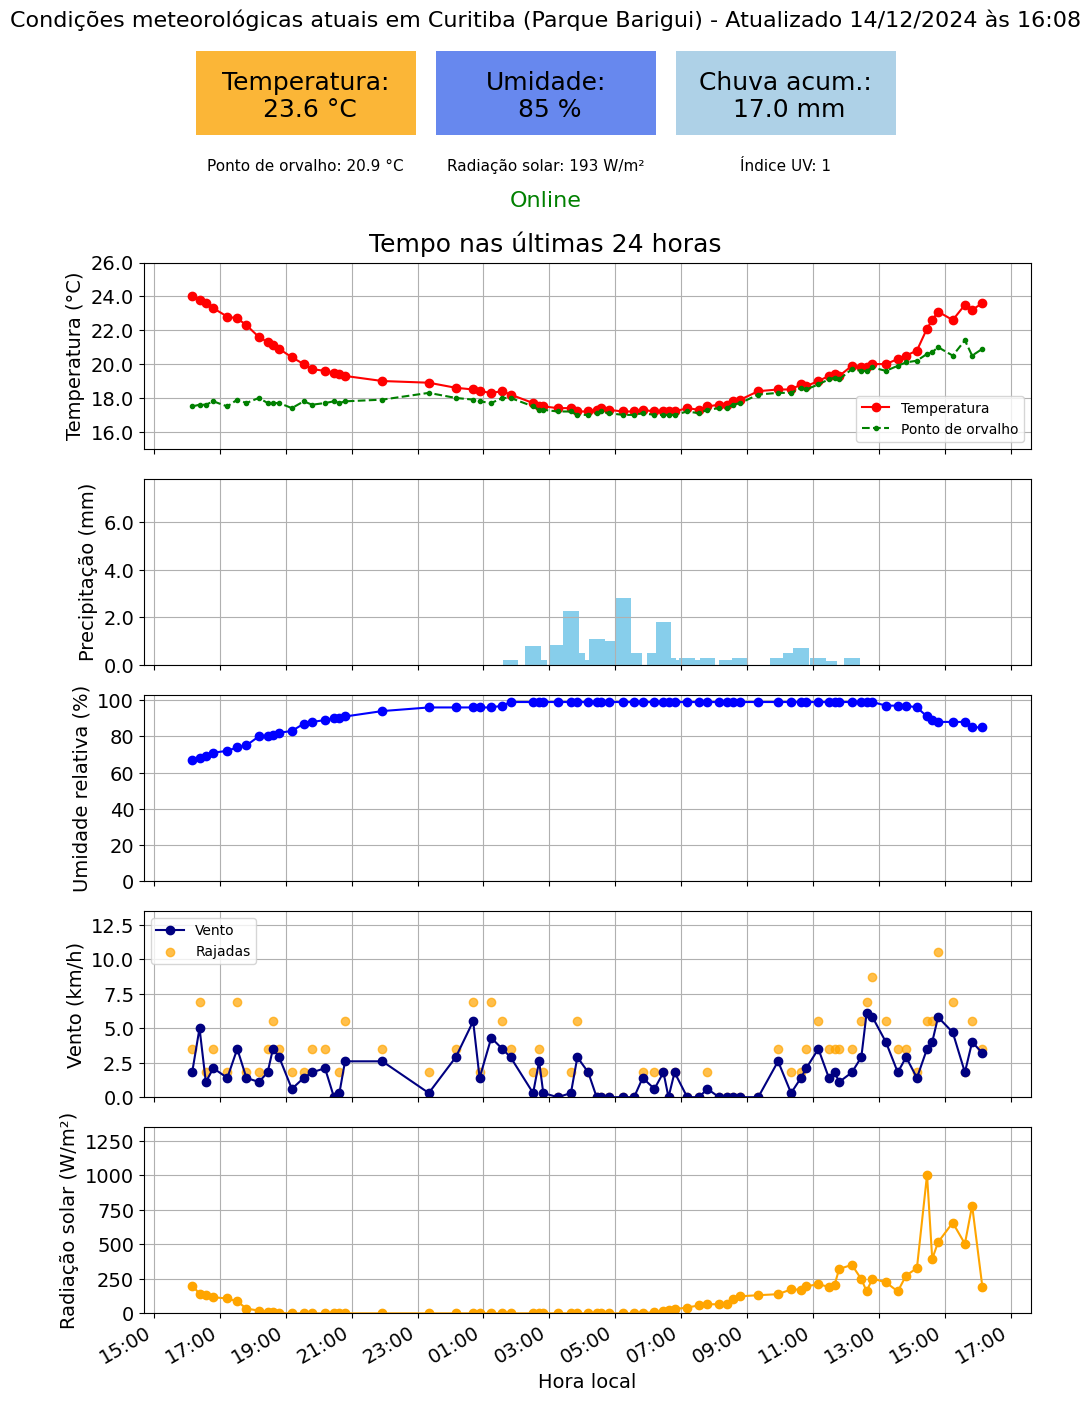 Condições meteorológicas atuais em Curitiba (Parque Barigui) - Atualizado 14/12/2024 às 16:08
Temperatura:
23.6 °C
Umidade:
85 %
Chuva acum.:
17.0 mm
Ponto de orvalho: 20.9 °C
Radiação solar: 193 W/m²
Índice UV: 1
Online
Tempo nas últimas 24 horas
Temperatura (°C)
26.0
24.0
22.0
20.0
18.0
16.0
Temperatura
Ponto de orvalho
Precipitação (mm)
6.0
4.0
2.0
0.0
Umidade relativa (%)
100
80
60
40
20
0
Vento (km/h)
12.5
10.0
7.5
5.0
2.5
0.0
Vento
Rajadas
Radiação solar (W/m²)
1250
1000
750
500
250
0
15:00
17:00
19:00
21:00
23:00
01:00
03:00
05:00
07:00
09:00
11:00
13:00
15:00
17:00
Hora local